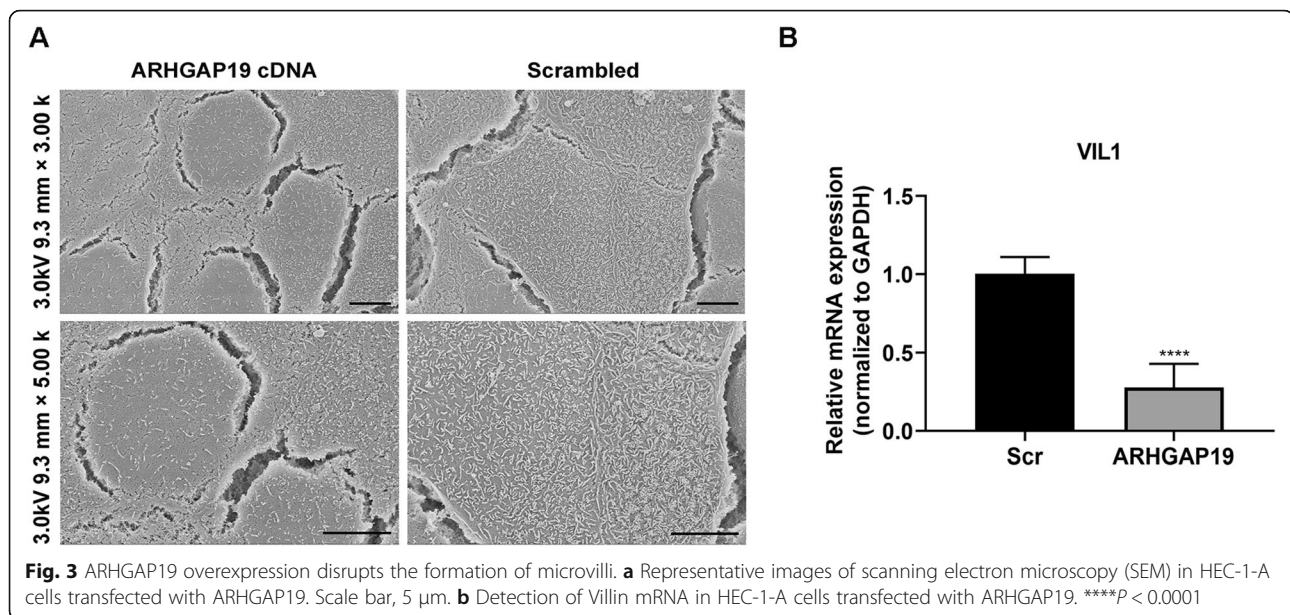 A
B
ARHGAP19 cDNA
Scrambled
3.0kV 9.3 mm × 3.00 k
3.0kV 9.3 mm × 5.00 k
VIL1
Relative mRNA expression
(normalized to GAPDH)
1.5
1.0
0.5
0.0
****
Scr
ARHGAP19
Fig. 3 ARHGAP19 overexpression disrupts the formation of microvilli. a Representative images of scanning electron microscopy (SEM) in HEC-1-A
cells transfected with ARHGAP19. Scale bar, 5 μm. b Detection of Villin mRNA in HEC-1-A cells transfected with ARHGAP19. ****P < 0.0001